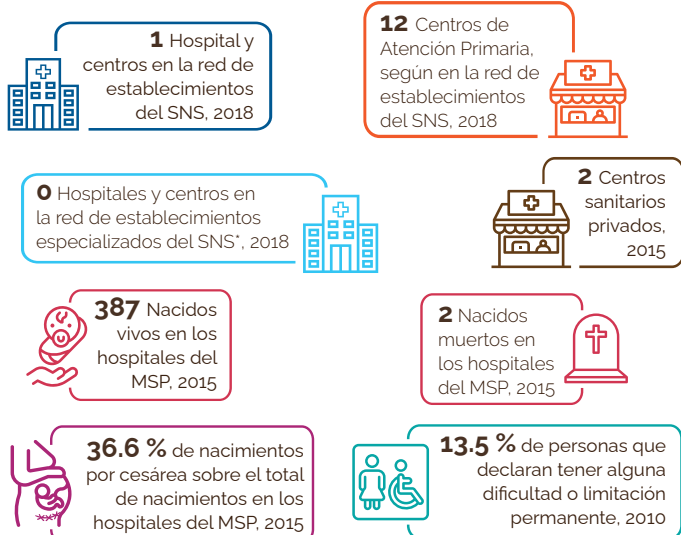 1 Hospital y
centros en la red de
establecimientos
del SNS, 2018
12 Centros de
Atención Primaria,
según en la red de
establecimientos
del SNS, 2018
0 Hospitales y centros en
la red de establecimientos
especializados del SNS*, 2018
2 Centros
sanitarios
privados,
2015
387 Nacidos
vivos en los
hospitales del
MSP, 2015
2 Nacidos
muertos en
los hospitales
del MSP, 2015
36.6 % de nacimientos
por cesárea sobre el total
de nacimientos en los
hospitales del MSP, 2015
13.5 % de personas que
declaran tener alguna
dificultad o limitación
permanente, 2010